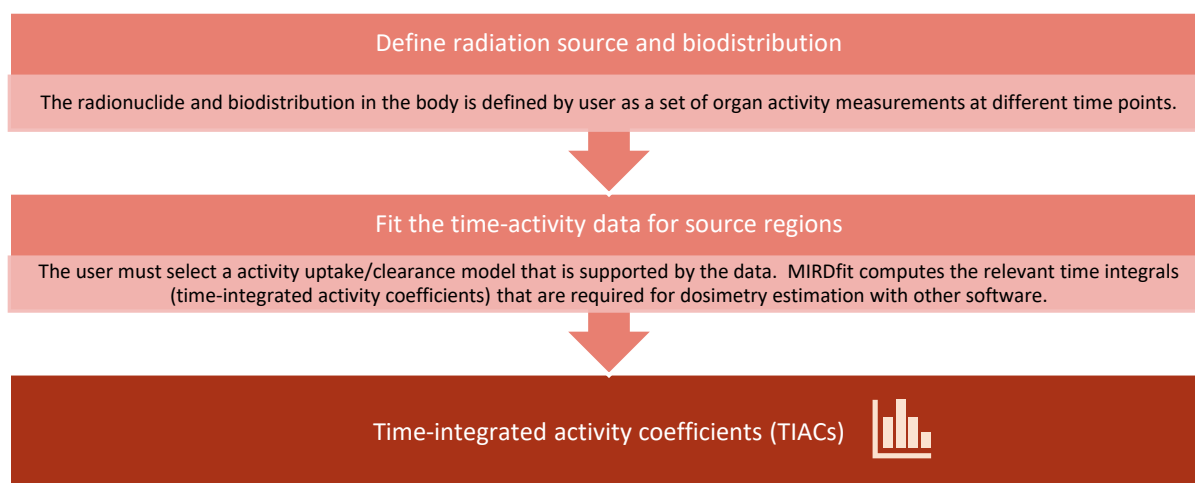 Define radiation source and biodistribution
The radionuclide and biodistribution in the body is defined by user as a set of organ activity measurements at different time points.
Fit the time-activity data for source regions
The user must select a activity uptake/clearance model that is supported by the data.  MIRDfit computes the relevant time integrals
(time-integrated activity coefficients) that are required for dosimetry estimation with other software.
Time-integrated activity coefficients (TIACs)